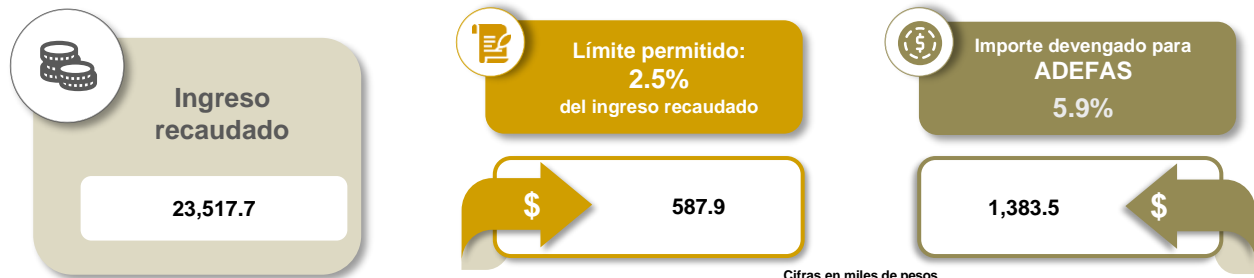 Ingreso
recaudado
23,517.7
Límite permitido:
2.5%
del ingreso recaudado
$
587.9
Importe devengado para
ADEFAS
5.9%
1,383.5
$
Cifras en miles de pesos